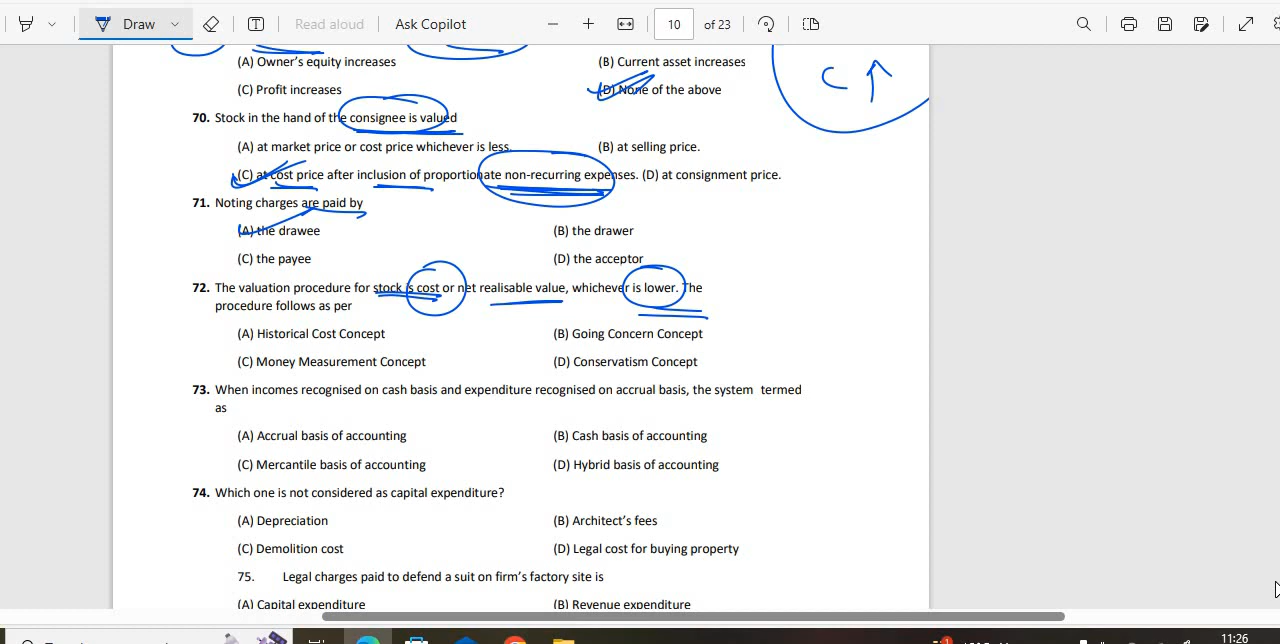 Draw
Read aloud
Ask Copilot
10 of 23
(A) Owner's equity increases (B) Current asset increases
(C) Profit increases (D) None of the above
C ↑
70. Stock in the hand of the consignee is valued
(A) at market price or cost price whichever is less. (B) at selling price.
(C) at cost price after inclusion of proportionate non-recurring expenses. (D) at consignment price.
71. Noting charges are paid by
(A) the drawee (B) the drawer
(C) the payee (D) the acceptor
72. The valuation procedure for stock is cost or net realisable value, whichever is lower. The
procedure follows as per
(A) Historical Cost Concept (B) Going Concern Concept
(C) Money Measurement Concept (D) Conservatism Concept
73. When incomes recognised on cash basis and expenditure recognised on accrual basis, the system termed
as
(A) Accrual basis of accounting (B) Cash basis of accounting
(C) Mercantile basis of accounting (D) Hybrid basis of accounting
74. Which one is not considered as capital expenditure?
(A) Depreciation (B) Architect's fees
(C) Demolition cost (D) Legal cost for buying property
75. Legal charges paid to defend a suit on firm's factory site is
(A) Capital expenditure (B) Revenue expenditure
11:26